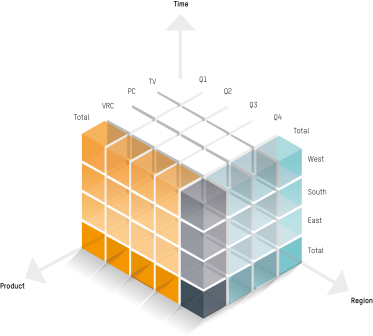 Time
TV
Q1
PC
Q2
VRC
Q3
Total
Q4
Total
West
South
East
Total
Product
Region